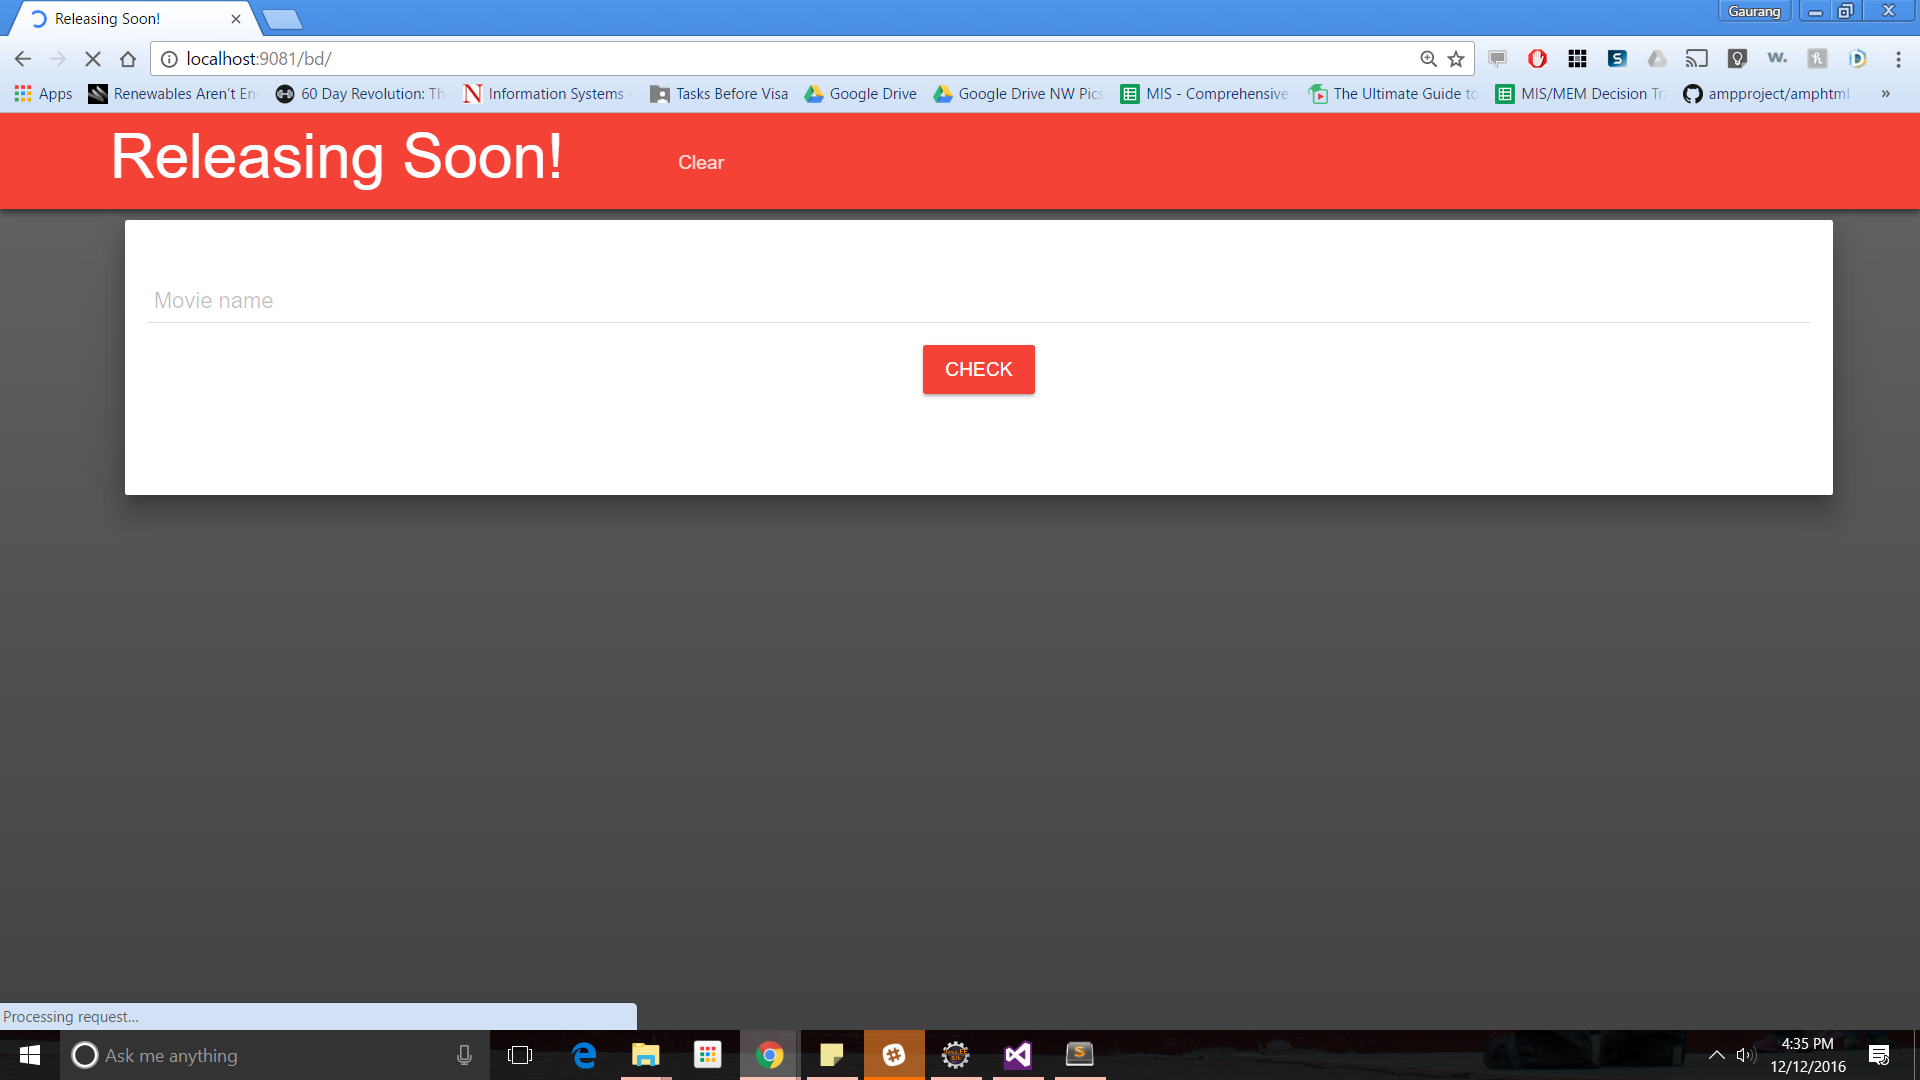 Releasing Soon!
Gaurang
localhost:9081/bd/
Apps
Renewables Aren't En
60 Day Revolution: Th
Information Systems -
Tasks Before Visa
Google Drive
Google Drive NW Pics
MIS - Comprehensive
The Ultimate Guide to
MIS/MEM Decision Tr
ampproject/amphtml
»
Releasing Soon!
Clear
Movie name
CHECK
Processing request...
Ask me anything
4:35 PM
12/12/2016